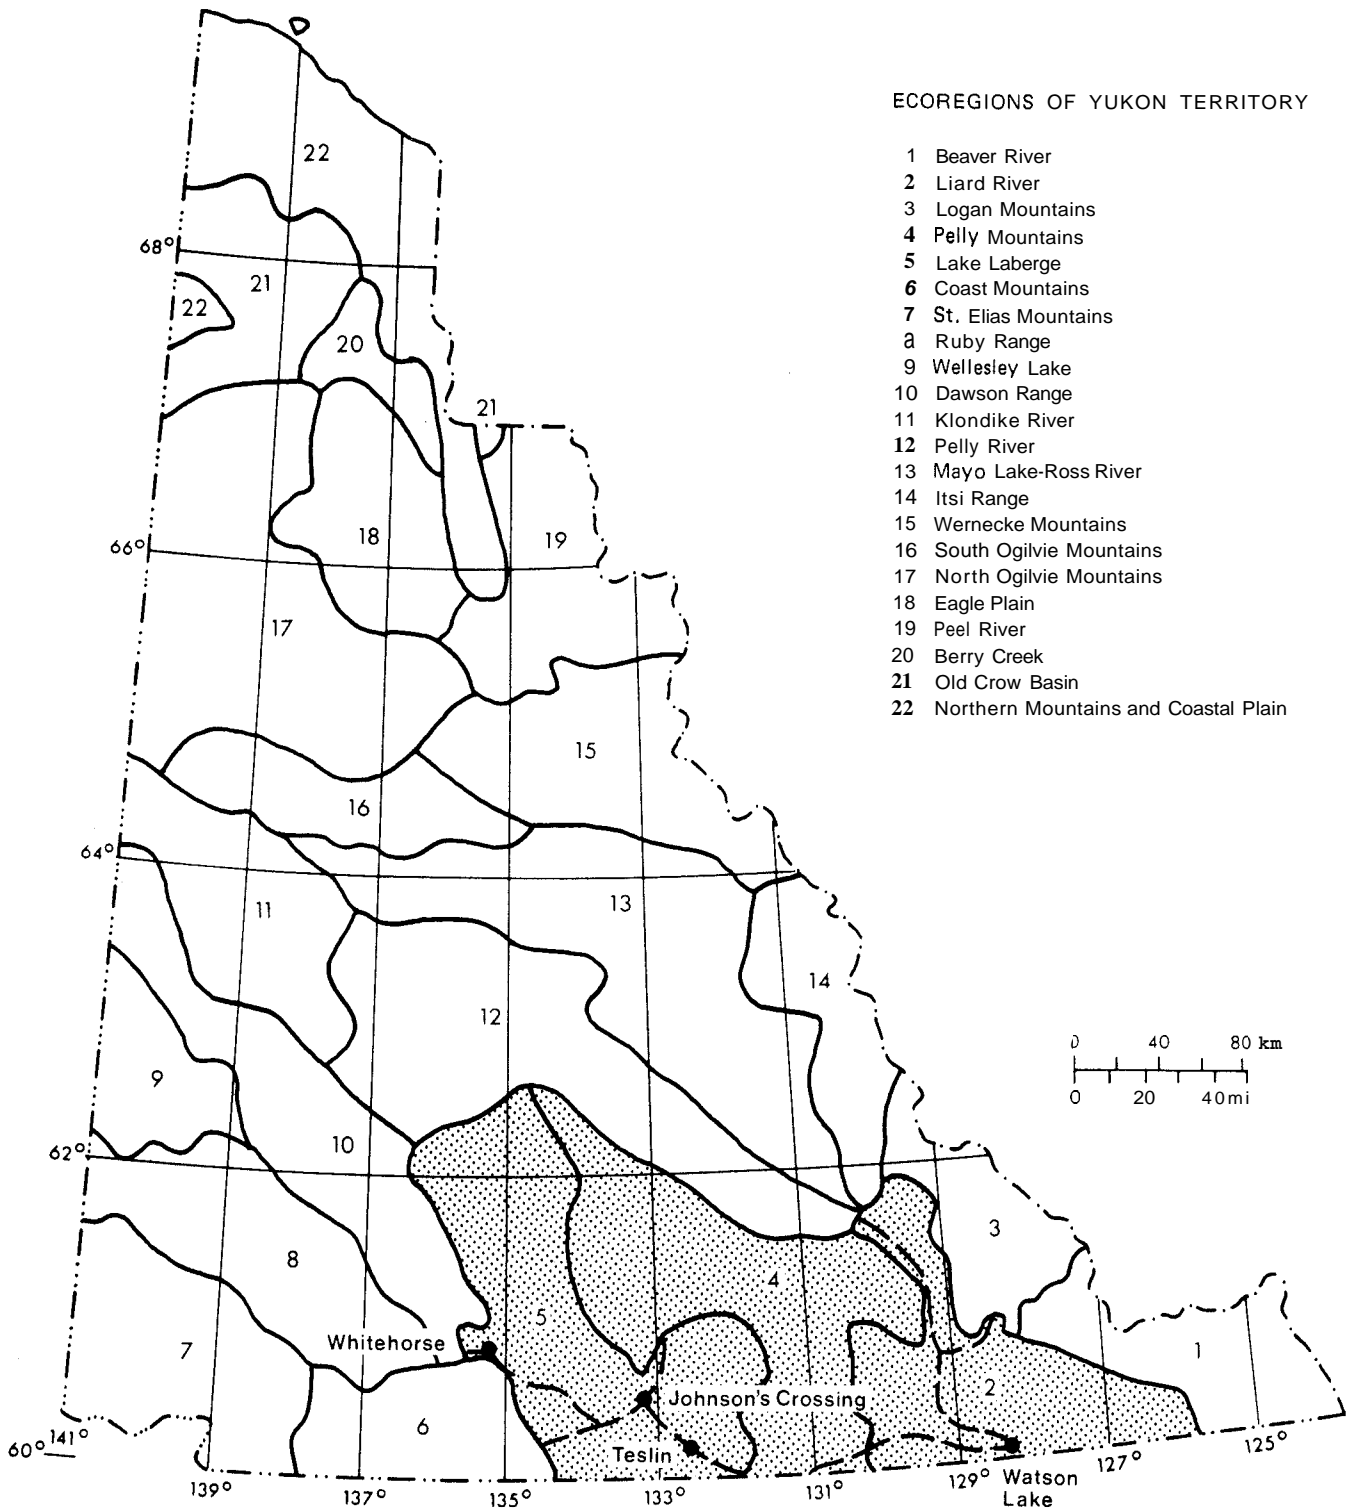 ECOREGIONS OF YUKON TERRITORY
1 Beaver River
2 Liard River
3 Logan Mountains
4 Pelly Mountains
5 Lake Laberge
6 Coast Mountains
7 St. Elias Mountains
a Ruby Range
9 Wellesley Lake
10 Dawson Range
11 Klondike River
12 Pelly River
13 Mayo Lake-Ross River
14 Itsi Range
15 Wernecke Mountains
16 South Ogilvie Mountains
17 North Ogilvie Mountains
18 Eagle Plain
19 Peel River
20 Berry Creek
21 Old Crow Basin
22 Northern Mountains and Coastal Plain
22
68°
21
22
20
21
18
19
66°
17
15
16
64°
13
11
14
12
0 40 80 km
0 20 40mi
9
10
62°
3
8
4
5
Whitehorse
7
1
2
Johnson's Crossing
6
Teslin
60° 141°
139°
137°
135°
133°
131°
129°
Watson
Lake
127°
125°